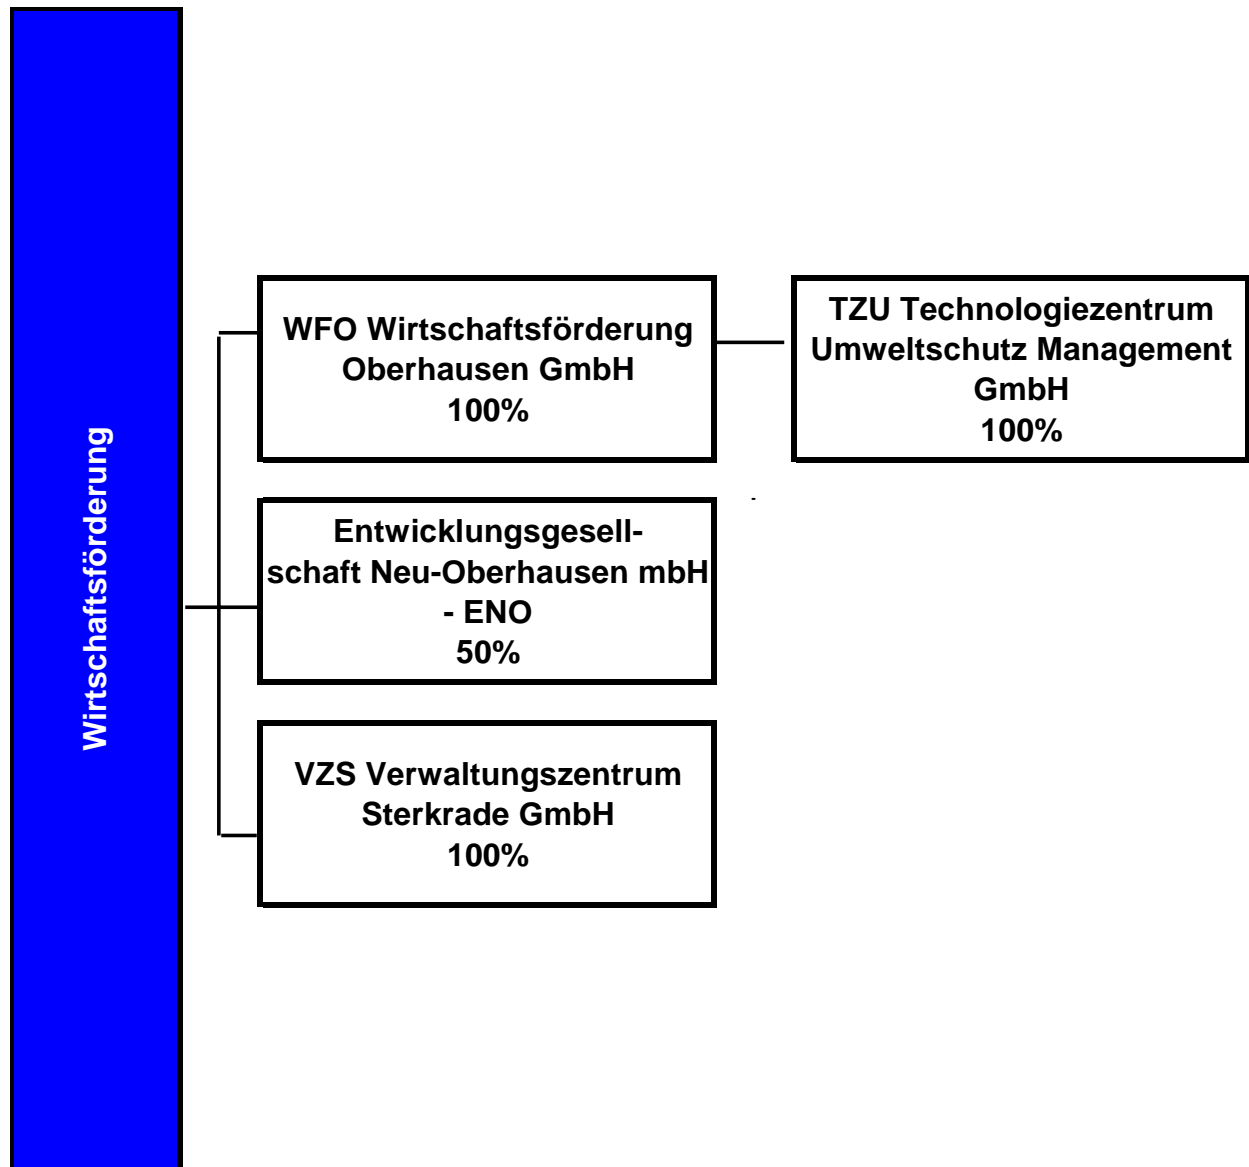 Wirtschaftsförderung
WFO Wirtschaftsförderung
Oberhausen GmbH
100%
TZU Technologiezentrum
Umweltschutz Management
GmbH
100%
Entwicklungsgesell-
schaft Neu-Oberhausen mbH
- ENO
50%
VZS Verwaltungszentrum
Sterkrade GmbH
100%